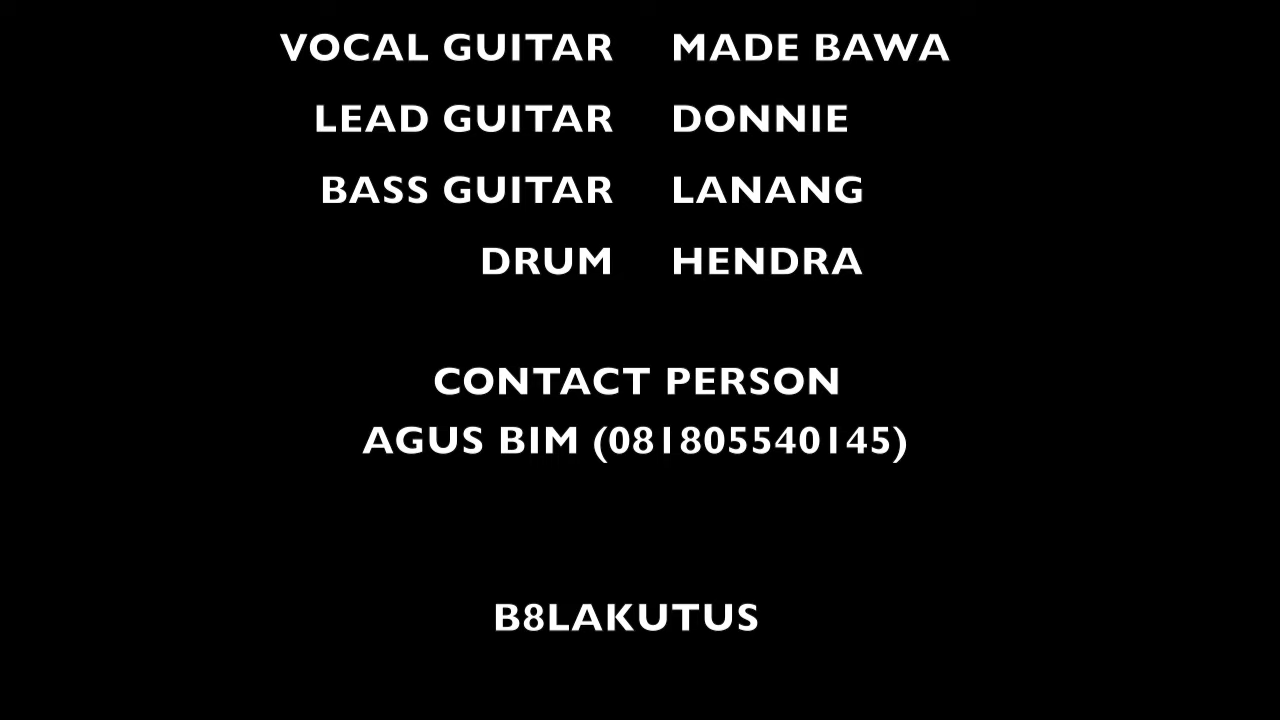 VOCAL GUITAR MADE BAWA
LEAD GUITAR DONNIE
BASS GUITAR LANANG
DRUM HENDRA
CONTACT PERSON
AGUS BIM (081805540145)
B8LAKUTUS